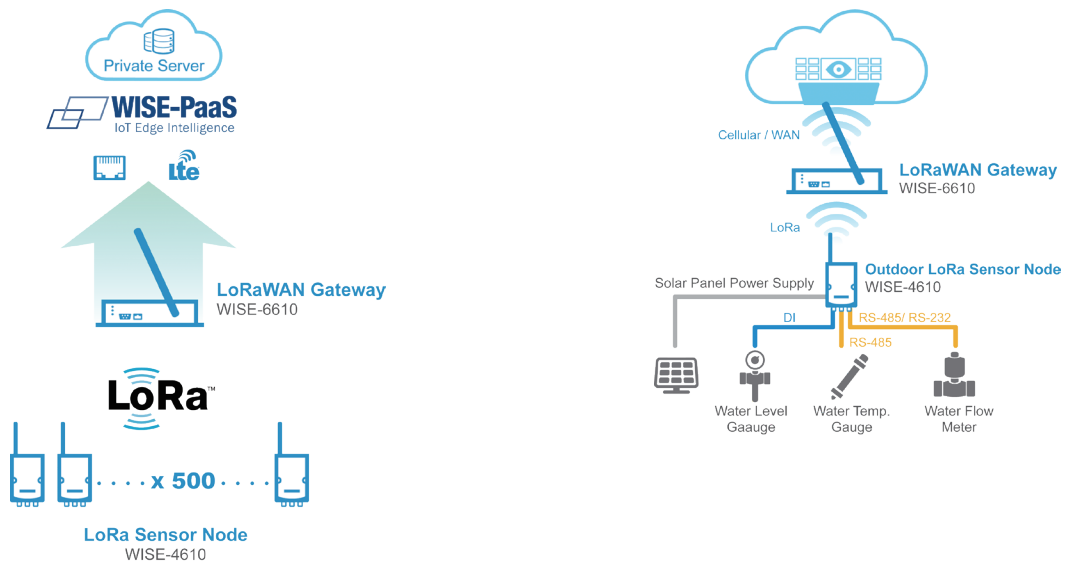 Private Server
WISE-PaaS
IoT Edge Intelligence
Lte
LoRaWAN Gateway
WISE-6610
LoRa™
x 500
LoRa Sensor Node
WISE-4610
Cellular / WAN
LoRaWAN Gateway
WISE-6610
LoRa
Outdoor LoRa Sensor Node
WISE-4610
Solar Panel Power Supply
DI
RS-485/ RS-232
RS-485
Water Level
Gaauge
Water Temp.
Gauge
Water Flow
Meter